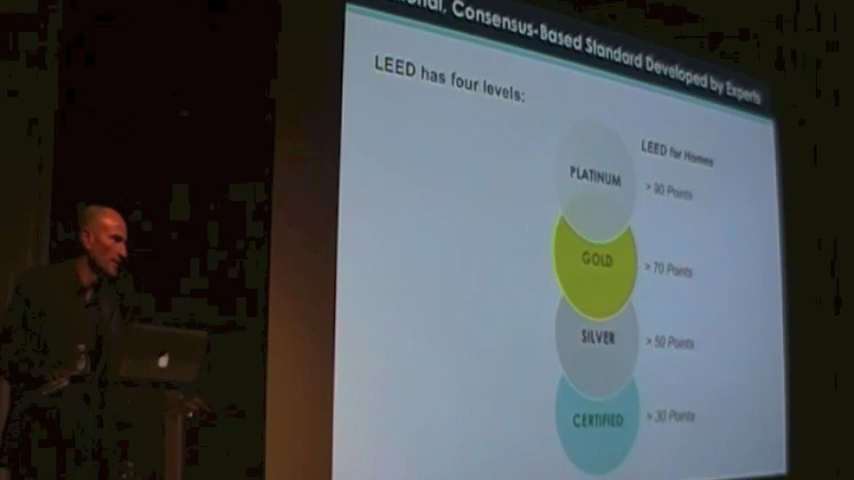 Consensus-Based Standard Developed by Experts
LEED has four levels:
LEED for Homes
PLATINUM
> 90 Points
GOLD
> 70 Points
SILVER
> 50 Points
CERTIFIED
> 30 Points